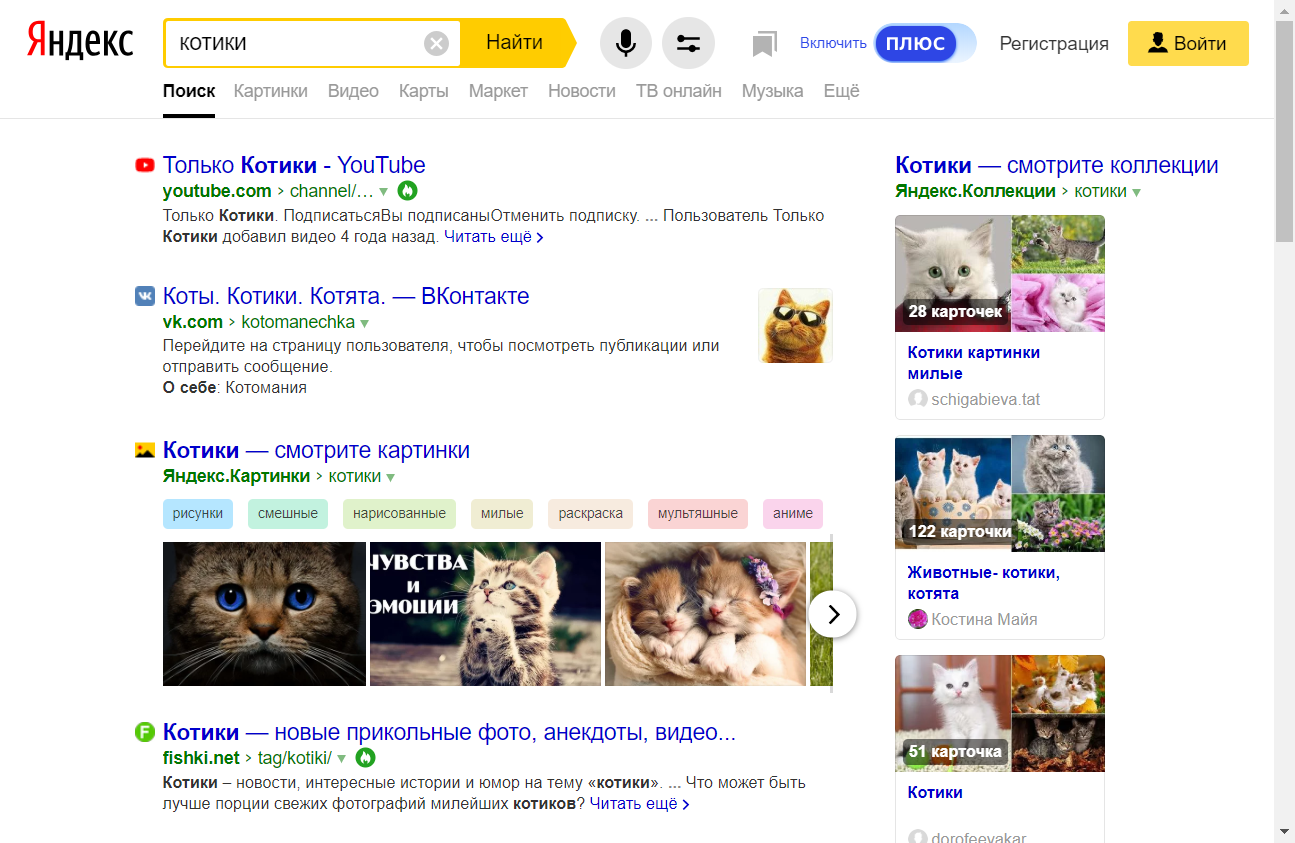 Яндекс
котики
Найти
Включить
ПЛЮС
Регистрация
Войти
Поиск
Картинки
Видео
Карты
Маркет
Новости
ТВ онлайн
Музыка
Ещё
Только Котики - YouTube
youtube.com › channel/…
Только Котики. ПодписатьсяВы подписаныОтменить подписку. ... Пользователь Только
Котики добавил видео 4 года назад. Читать ещё
Коты. Котики. Котята. — ВКонтакте
vk.com › kotomanechka
Перейдите на страницу пользователя, чтобы посмотреть публикации или
отправить сообщение.
О себе: Котомания
Котики — смотрите картинки
Яндекс.Картинки › котики
рисунки
смешные
нарисованные
милые
раскраска
мультяшные
аниме
ЧУВСТВА
И
ЭМОЦИИ
F
Котики — новые прикольные фото, анекдоты, видео...
fishki.net › tag/kotiki/
Котики – новости, интересные истории и юмор на тему «котики». ... Что может быть
лучше порции свежих фотографий милейших котиков? Читать ещё
Котики — смотрите коллекции
Яндекс.Коллекции › котики
28 карточек
Котики картинки
милые
schigabieva.tat
122 карточки
Животные- котики,
котята
Костина Майя
51 карточка
Котики
dorofeevakar